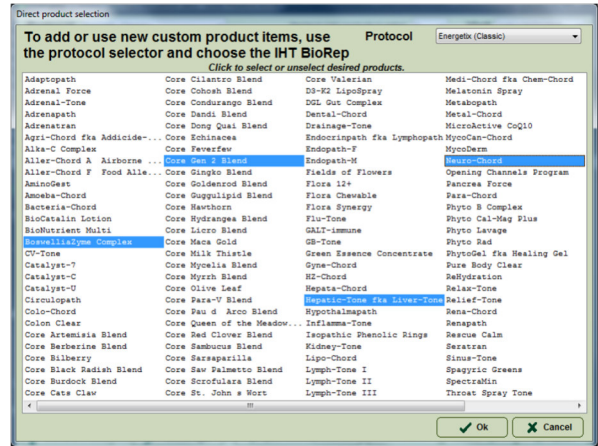 Direct product selection
To add or use new custom product items, use
the protocol selector and choose the IHT BioRep
Protocol
Energetix (Classic)
Click to select or unselect desired products.
Adaptopath
Adrenal Force
Adrenal-Tone
Adrenapath
Adrenatran
Agri-Chord fka Addicide-...
Alka-C Complex
Aller-Chord A  Airborne ...
Aller-Chord F  Food Alle...
AminoGest
Amoeba-Chord
Bacteria-Chord
BioCatalin Lotion
BioNutrient Multi
BoswelliaZyme Complex
CV-Tone
Catalyst-7
Catalyst-C
Catalyst-U
Circulopath
Colo-Chord
Colon Clear
Core Artemisia Blend
Core Berberine Blend
Core Bilberry
Core Black Radish Blend
Core Burdock Blend
Core Cats Claw
Core Cilantro Blend
Core Cohosh Blend
Core Condurango Blend
Core Dandi Blend
Core Dong Quai Blend
Core Echinacea
Core Feverfew
Core Gen 2 Blend
Core Gingko Blend
Core Goldenrod Blend
Core Guggulipid Blend
Core Hawthorn
Core Hydrangea Blend
Core Licro Blend
Core Maca Gold
Core Milk Thistle
Core Mycelia Blend
Core Myrrh Blend
Core Olive Leaf
Core Para-V Blend
Core Pau d  Arco Blend
Core Queen of the Meadow...
Core Red Clover Blend
Core Sambucus Blend
Core Sarsaparilla
Core Saw Palmetto Blend
Core Scrofulara Blend
Core St. John s Wort
Core Valerian
D3-K2 LipoSpray
DGL Gut Complex
Dental-Chord
Drainage-Tone
Endocrinpath fka Lymphopath
Endopath-F
Endopath-M
Fields of Flowers
Flora 12+
Flora Chewable
Flora Synergy
Flu-Tone
GALT-immune
GB-Tone
Green Essence Concentrate
Gyne-Chord
HZ-Chord
Hepata-Chord
Hepatic-Tone fka Liver-Tone
Hypothalmapath
Inflamma-Tone
Isopathic Phenolic Rings
Kidney-Tone
Lipo-Chord
Lymph-Tone I
Lymph-Tone II
Lymph-Tone III
Medi-Chord fka Chem-Chord
Melatonin Spray
Metabopath
Metal-Chord
MicroActive CoQ10
MycoCan-Chord
MycoDerm
Neuro-Chord
Opening Channels Program
Pancrea Force
Para-Chord
Phyto B Complex
Phyto Cal-Mag Plus
Phyto Lavage
Phyto Rad
PhytoGel fka Healing Gel
Pure Body Clear
ReHydration
Relax-Tone
Relief-Tone
Rena-Chord
Renapath
Rescue Calm
Seratran
Sinus-Tone
Spagyric Greens
SpectraMin
Throat Spray Tone
Ok
Cancel